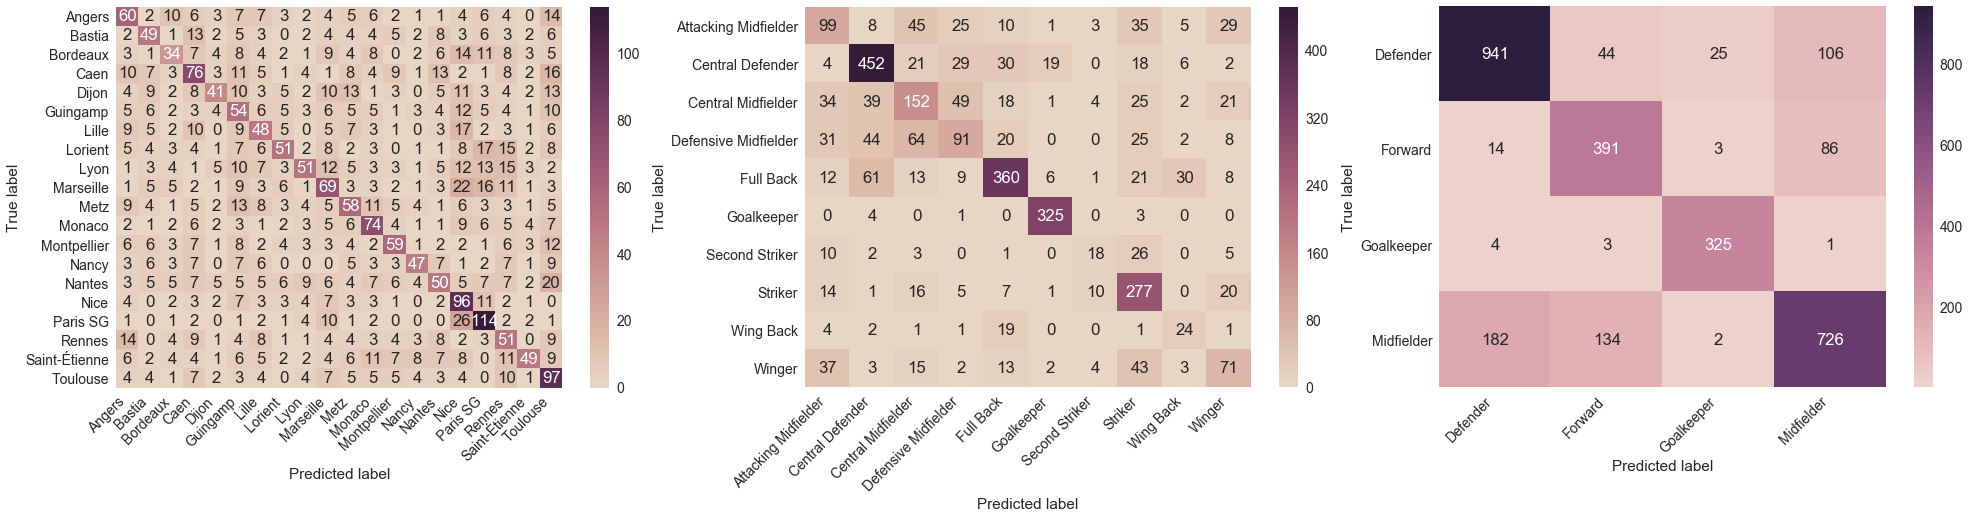 Angers 60 2 10 6 3 7 7 3 2 4 6 2 1 1 4 6 4 0 14
Bastia 2 49 1 13 2 5 3 0 2 4 4 4 5 2 8 3 6 3 2 6
Bordeaux 3 1 34 7 4 8 4 2 1 9 4 8 0 2 6 14 11 8 3 5
Caen 10 7 3 76 3 11 5 1 4 1 8 4 9 1 13 2 1 8 2 16
Dijon 4 9 2 8 41 10 3 5 2 10 13 1 3 0 5 11 3 4 2 13
Guingamp 5 6 2 3 4 54 6 5 3 6 5 5 1 3 4 12 5 4 1 10
Lille 9 5 2 10 0 9 48 5 0 5 7 3 1 0 3 17 2 3 1 6
Lorient 5 4 3 4 1 7 6 51 2 8 2 3 0 1 1 8 17 15 2 8
Lyon 1 3 4 1 5 10 7 3 51 12 5 3 3 1 5 12 13 15 3 2
Marseille 1 5 5 2 1 9 3 6 1 69 3 3 2 1 3 22 16 11 1 3
Metz 9 4 1 5 2 13 8 3 4 5 58 11 5 4 1 6 3 3 1 5
Monaco 2 1 2 6 2 3 1 2 3 5 6 74 4 1 1 9 6 5 4 7
Montpellier 6 6 3 7 1 8 2 4 3 3 4 2 59 1 2 2 1 6 3 12
Nancy 3 6 3 7 0 7 6 0 0 0 5 3 3 47 7 1 2 7 1 9
Nantes 3 5 5 7 5 5 5 6 9 6 4 7 6 4 50 5 7 7 2 20
Nice 4 0 2 3 2 7 3 3 4 7 3 3 1 0 2 96 11 2 1 0
Paris SG 1 0 1 2 0 1 2 1 4 10 1 2 0 0 0 26 114 2 2 1
Rennes 14 0 4 9 1 4 8 1 1 4 4 3 4 3 8 2 3 51 0 9
Saint-Étienne 6 2 4 4 1 6 5 2 2 4 6 11 7 8 7 8 0 11 49 9
Toulouse 4 4 1 7 2 3 4 0 4 7 5 5 5 4 3 4 0 10 1 97
Angers Bastia Bordeaux Caen Dijon Guingamp Lille Lorient Lyon Marseille Metz Monaco Montpellier Nancy Nantes Nice Paris SG Rennes Saint-Étienne Toulouse
Predicted label
True label
100
80
60
40
20
0
Attacking Midfielder 99 8 45 25 10 1 3 35 5 29
Central Defender 4 452 21 29 30 19 0 18 6 2
Central Midfielder 34 39 152 49 18 1 4 25 2 21
Defensive Midfielder 31 44 64 91 20 0 0 25 2 8
Full Back 12 61 13 9 360 6 1 21 30 8
Goalkeeper 0 4 0 1 0 325 0 3 0 0
Second Striker 10 2 3 0 1 0 18 26 0 5
Striker 14 1 16 5 7 1 10 277 0 20
Wing Back 4 2 1 1 19 0 0 1 24 1
Winger 37 3 15 2 13 2 4 43 3 71
Attacking Midfielder Central Defender Central Midfielder Defensive Midfielder Full Back Goalkeeper Second Striker Striker Wing Back Winger
Predicted label
True label
400
320
240
160
80
0
Defender 941 44 25 106
Forward 14 391 3 86
Goalkeeper 4 3 325 1
Midfielder 182 134 2 726
Defender Forward Goalkeeper Midfielder
Predicted label
True label
800
600
400
200